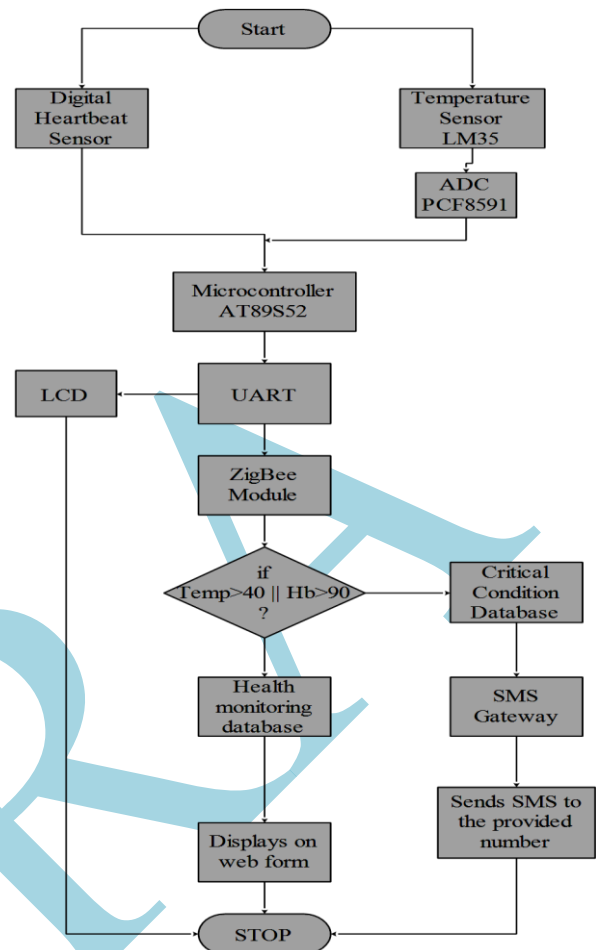 Start
Digital
Heartbeat
Sensor
Temperature
Sensor
LM35
ADC
PCF8591
Microcontroller
AT89S52
LCD
UART
ZigBee
Module
if
Temp>40 || Hb>90
?
Critical
Condition
Database
Health
monitoring
database
SMS
Gateway
Displays on
web form
Sends SMS to
the provided
number
STOP